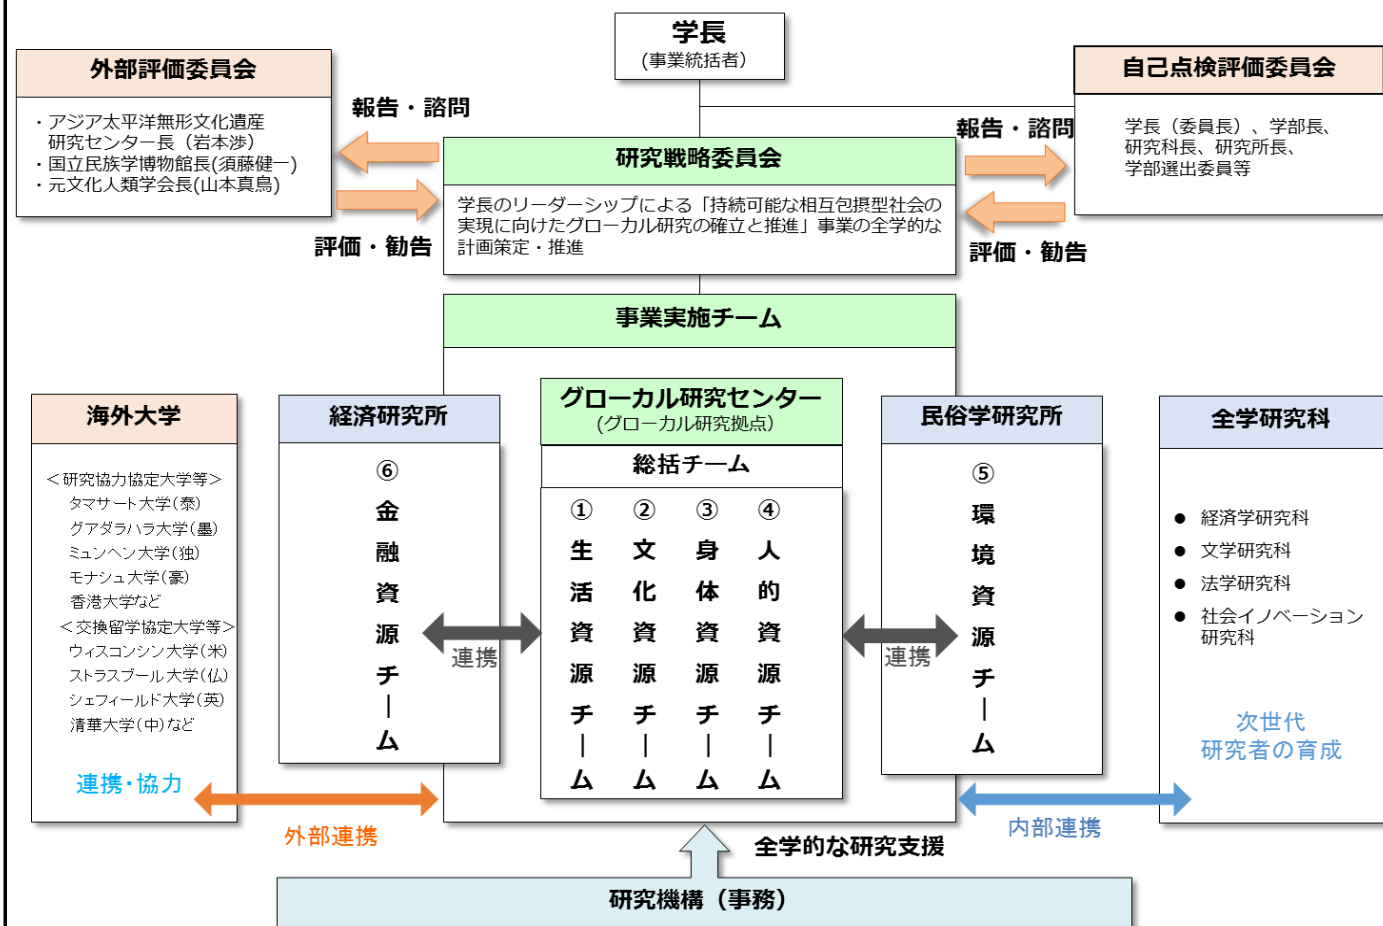 学長
(事業統括者)
外部評価委員会
・アジア太平洋無形文化遺産
研究センター長（岩本渉）
・国立民族学博物館長(須藤健一)
・元文化人類学会長(山本真鳥)
報告・諮問
評価・勧告
研究戦略委員会
学長のリーダーシップによる「持続可能な相互包摂型社会の
実現に向けたグローカル研究の確立と推進」事業の全学的な
計画策定・推進
報告・諮問
評価・勧告
自己点検評価委員会
学長（委員長）、学部長、
研究科長、研究所長、
学部選出委員等
事業実施チーム
海外大学
＜研究協力協定大学等＞
タマサート大学(泰)
グアダラハラ大学(墨)
ミュンヘン大学(独)
モナシュ大学(豪)
香港大学など
＜交換留学協定大学等＞
ウィスコンシン大学(米)
ストラスブール大学(仏)
シェフィールド大学(英)
清華大学(中)など
連携・協力
外部連携
経済研究所
⑥金融資源チーム
連携
グローカル研究センター
(グローカル研究拠点)
総括チーム
①生活資源チーム
②文化資源チーム
③身体資源チーム
④人的資源チーム
連携
民俗学研究所
⑤環境資源チーム
全学研究科
● 経済学研究科
● 文学研究科
● 法学研究科
● 社会イノベーション
研究科
次世代
研究者の育成
内部連携
全学的な研究支援
研究機構（事務）